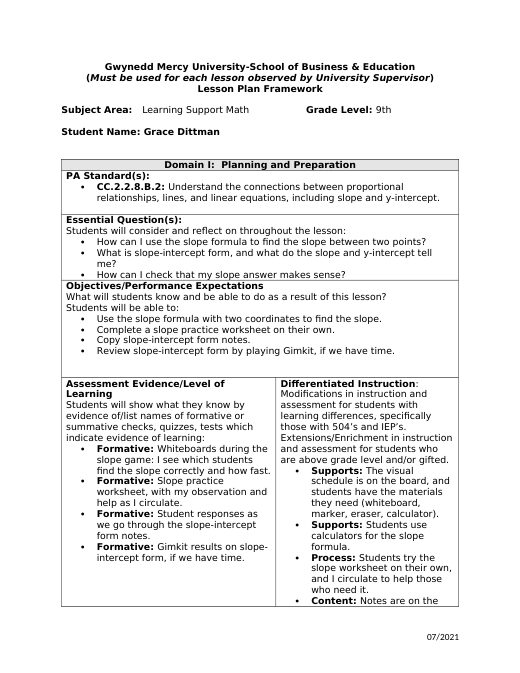 Gwynedd Mercy University-School of Business & Education
(Must be used for each lesson observed by University Supervisor)
Lesson Plan Framework
Subject Area: Learning Support Math Grade Level: 9th
Student Name: Grace Dittman
Domain I: Planning and Preparation
PA Standard(s):
• CC.2.2.8.B.2: Understand the connections between proportional
relationships, lines, and linear equations, including slope and y-intercept.
Essential Question(s):
Students will consider and reflect on throughout the lesson:
• How can I use the slope formula to find the slope between two points?
• What is slope-intercept form, and what do the slope and y-intercept tell
me?
• How can I check that my slope answer makes sense?
Objectives/Performance Expectations
What will students know and be able to do as a result of this lesson?
Students will be able to:
• Use the slope formula with two coordinates to find the slope.
• Complete a slope practice worksheet on their own.
• Copy slope-intercept form notes.
• Review slope-intercept form by playing Gimkit, if we have time.
Assessment Evidence/Level of
Learning
Students will show what they know by
evidence of/list names of formative or
summative checks, quizzes, tests which
indicate evidence of learning:
• Formative: Whiteboards during the
slope game: I see which students
find the slope correctly and how fast.
• Formative: Slope practice
worksheet, with my observation and
help as I circulate.
• Formative: Student responses as
we go through the slope-intercept
form notes.
• Formative: Gimkit results on slope-
intercept form, if we have time.
Differentiated Instruction:
Modifications in instruction and
assessment for students with
learning differences, specifically
those with 504’s and IEP’s.
Extensions/Enrichment in instruction
and assessment for students who
are above grade level and/or gifted.
• Supports: The visual
schedule is on the board, and
students have the materials
they need (whiteboard,
marker, eraser, calculator).
• Supports: Students use
calculators for the slope
formula.
• Process: Students try the
slope worksheet on their own,
and I circulate to help those
who need it.
• Content: Notes are on the
07/2021